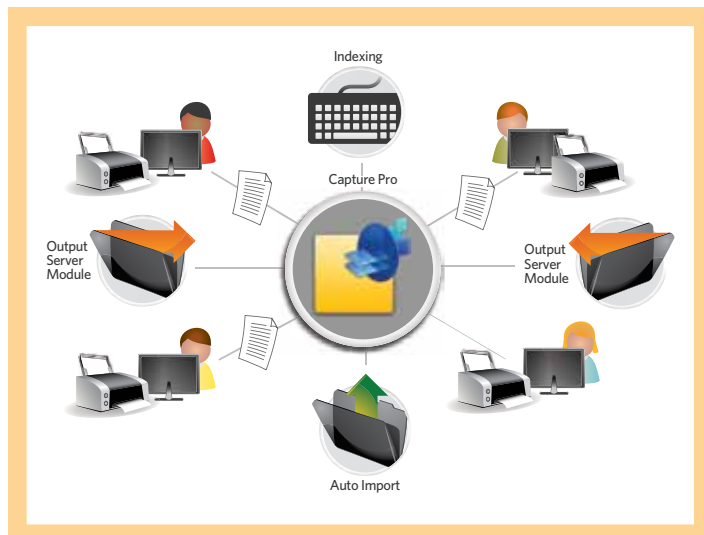 Indexing
Capture Pro
Output
Server
Module
Output
Server
Module
Auto Import